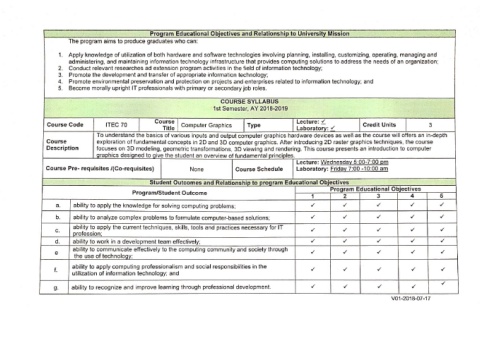 Program Educational Objectives and Relationship to University Mission
The program aims to produce graduates who can:
1. Apply knowledge of utilization of both hardware and software technologies involving planning, installing, customizing, operating, managing and
administering, and maintaining information technology infrastructure that provides computing solutions to address the needs of an organization;
2. Conduct relevant researches ad extension program activities in the field of information technology;
3. Promote the development and transfer of appropriate information technology;
4. Promote environmental preservation and protection on projects and enterprises related to information technology; and
5. Become morally upright IT professionals with primary or secondary job roles.
COURSE SYLLABUS
1st Semester, AY 2018-2019
Course Code ITEC 70 Course Title Computer Graphics Type Lecture: ✓ Laboratory: ✓ Credit Units 3
Course Description
To understand the basics of various inputs and output computer graphics hardware devices as well as the course will offers an in-depth
exploration of fundamental concepts in 2D and 3D computer graphics. After introducing 2D raster graphics techniques, the course
focuses on 3D modeling, geometric transformations, 3D viewing and rendering. This course presents an introduction to computer
graphics designed to give the student an overview of fundamental principles.
Course Pre- requisites /(Co-requisites) None Course Schedule Lecture: Wednesday 5:00-7:00 pm
Laboratory: Friday 7:00 -10:00 am
Student Outcomes and Relationship to program Educational Objectives
Program/Student Outcome Program Educational Objectives
1 2 3 4 5
a. ability to apply the knowledge for solving computing problems; ✓ ✓ ✓ ✓ ✓
b. ability to analyze complex problems to formulate computer-based solutions; ✓ ✓ ✓ ✓ ✓
c. ability to apply the current techniques, skills, tools and practices necessary for IT
profession; ✓ ✓ ✓ ✓ ✓
d. ability to work in a development team effectively; ✓ ✓ ✓ ✓ ✓
e ability to communicate effectively to the computing community and society through
the use of technology; ✓ ✓ ✓ ✓ ✓
f. ability to apply computing professionalism and social responsibilities in the
utilization of information technology; and ✓ ✓ ✓ ✓ ✓
g. ability to recognize and improve learning through professional development. ✓ ✓ ✓ ✓ ✓
V01-2018-07-17